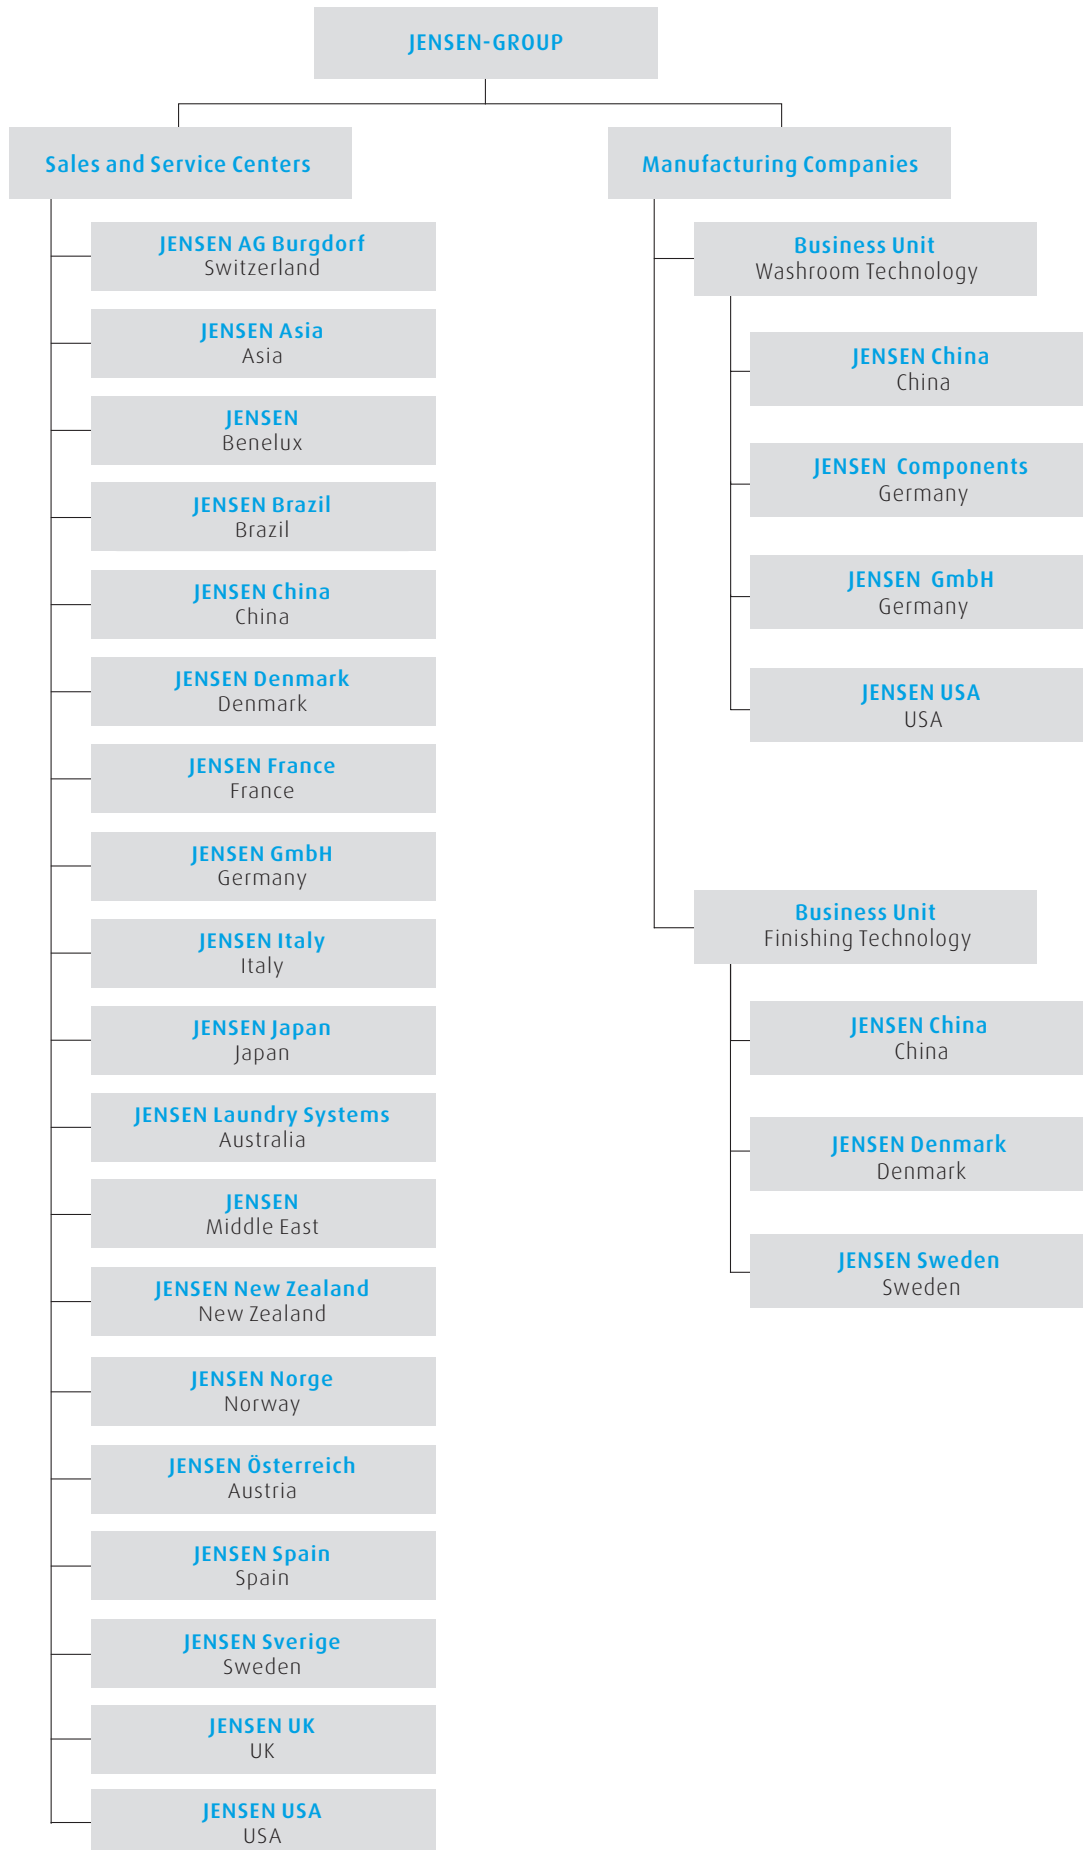 JENSEN-GROUP
Sales and Service Centers
JENSEN AG Burgdorf
Switzerland
JENSEN Asia
Asia
JENSEN
Benelux
JENSEN Brazil
Brazil
JENSEN China
China
JENSEN Denmark
Denmark
JENSEN France
France
JENSEN GmbH
Germany
JENSEN Italy
Italy
JENSEN Japan
Japan
JENSEN Laundry Systems
Australia
JENSEN
Middle East
JENSEN New Zealand
New Zealand
JENSEN Norge
Norway
JENSEN Österreich
Austria
JENSEN Spain
Spain
JENSEN Sverige
Sweden
JENSEN UK
UK
JENSEN USA
USA
Manufacturing Companies
Business Unit
Washroom Technology
JENSEN China
China
JENSEN Components
Germany
JENSEN GmbH
Germany
JENSEN USA
USA
Business Unit
Finishing Technology
JENSEN China
China
JENSEN Denmark
Denmark
JENSEN Sweden
Sweden